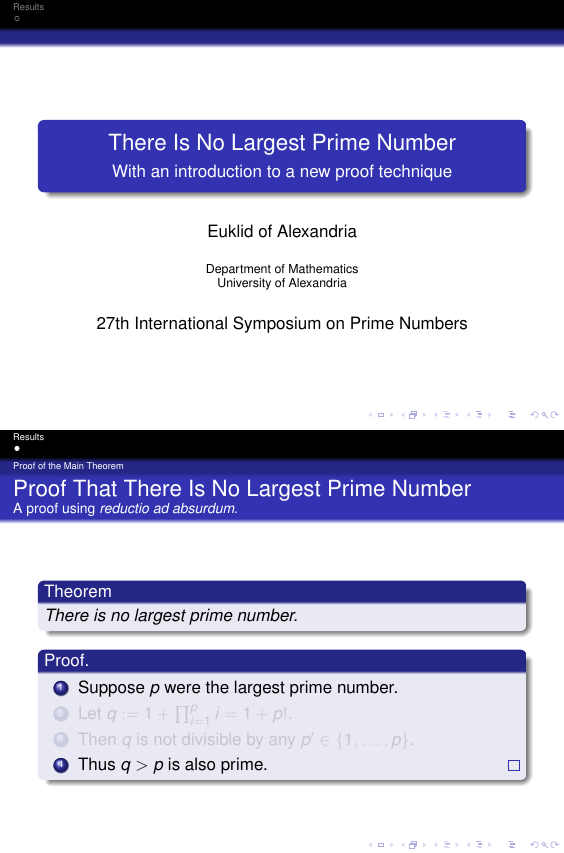 Results
There Is No Largest Prime Number
With an introduction to a new proof technique
Euklid of Alexandria
Department of Mathematics
University of Alexandria
27th International Symposium on Prime Numbers
Results
Proof of the Main Theorem
Proof That There Is No Largest Prime Number
A proof using reductio ad absurdum.
Theorem
There is no largest prime number.
Proof.
1 Suppose p were the largest prime number.
2 Let q := 1 + ∏ᵖᵢ₌₁ i = 1 + p!.
3 Then q is not divisible by any p′ ∈ {1, . . . , p}.
4 Thus q > p is also prime.